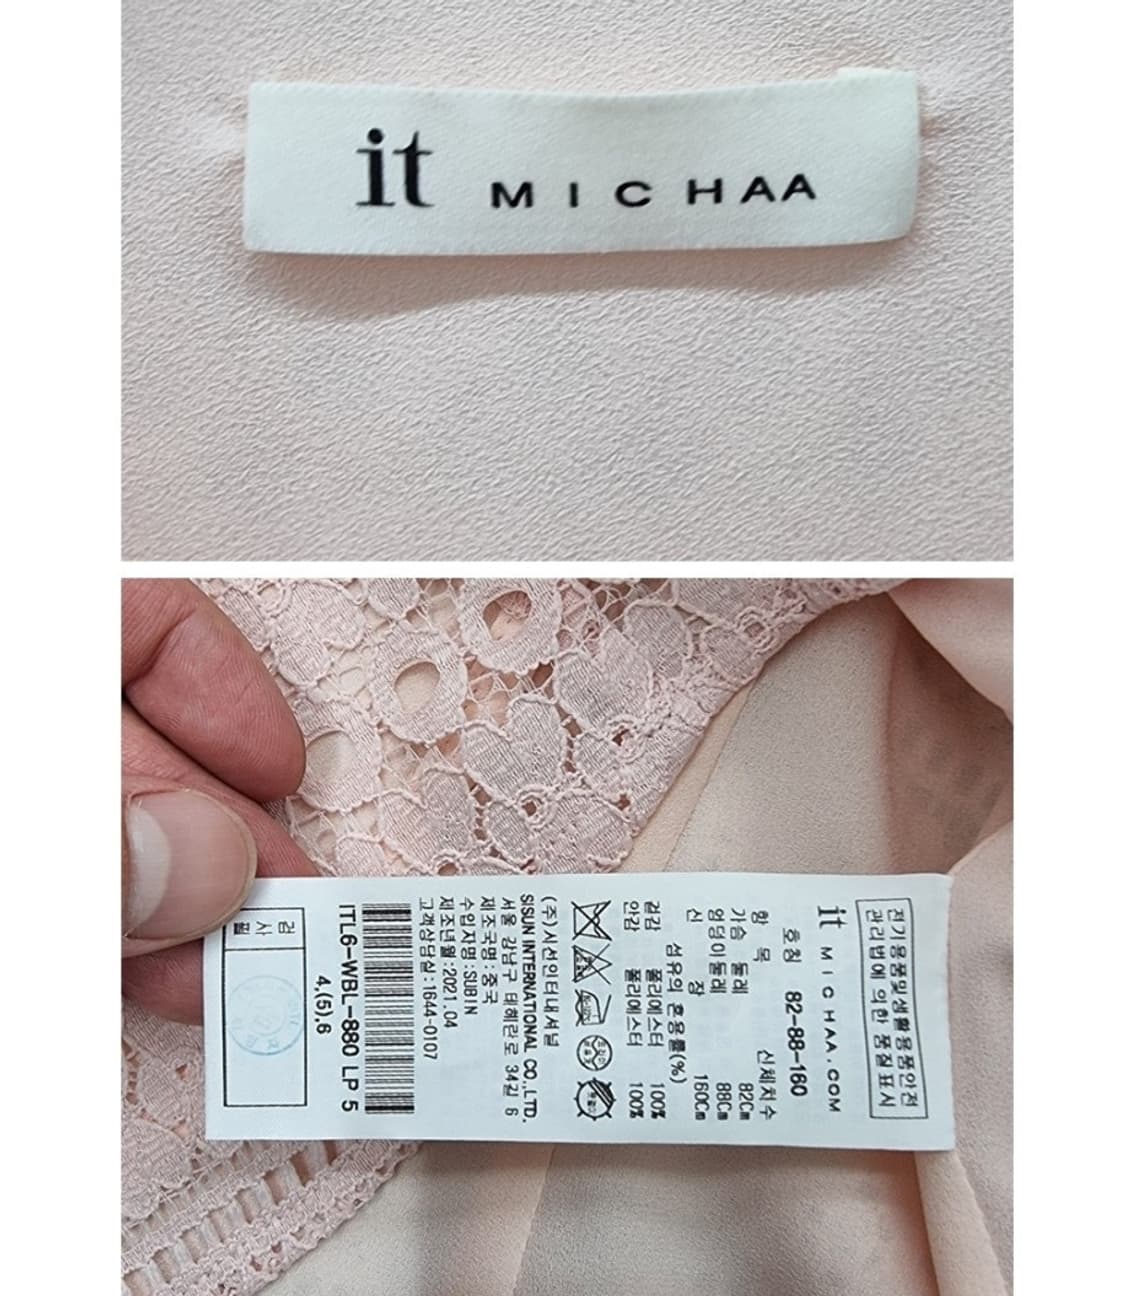 it MICHAA
전기용품및생활용품안전
관리법에 의한 품질표시
it MICHAA.COM
호칭 82-88-160
항 목 신체치수
가슴 둘레 82Cm
엉덩이둘레 88Cm
신 장 160Cm
섬유의 혼용률(%)
겉감 폴리에스터 100%
안감 폴리에스터 100%
(주)시선인터내셔널
SISUN INTERNATIONAL CO.,LTD.
서울 강남구 테헤란로 34길 6
제조국명:중국
수입자명:SUBIN
제조년월:2021.04
고객상담실:1644-0107
ITL6-WBL-880 LP 5
4,(5),6
검사필